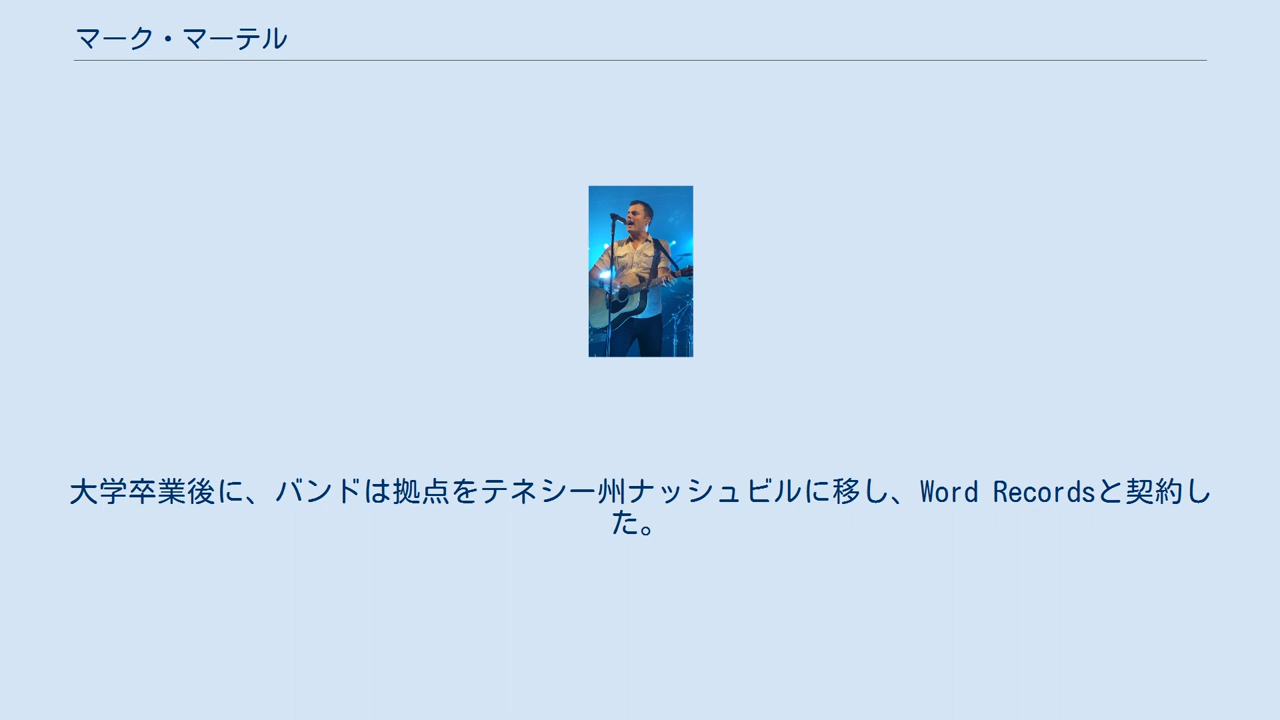 マーク・マーテル
大学卒業後に、バンドは拠点をテネシー州ナッシュビルに移し、Word Recordsと契約し
た。